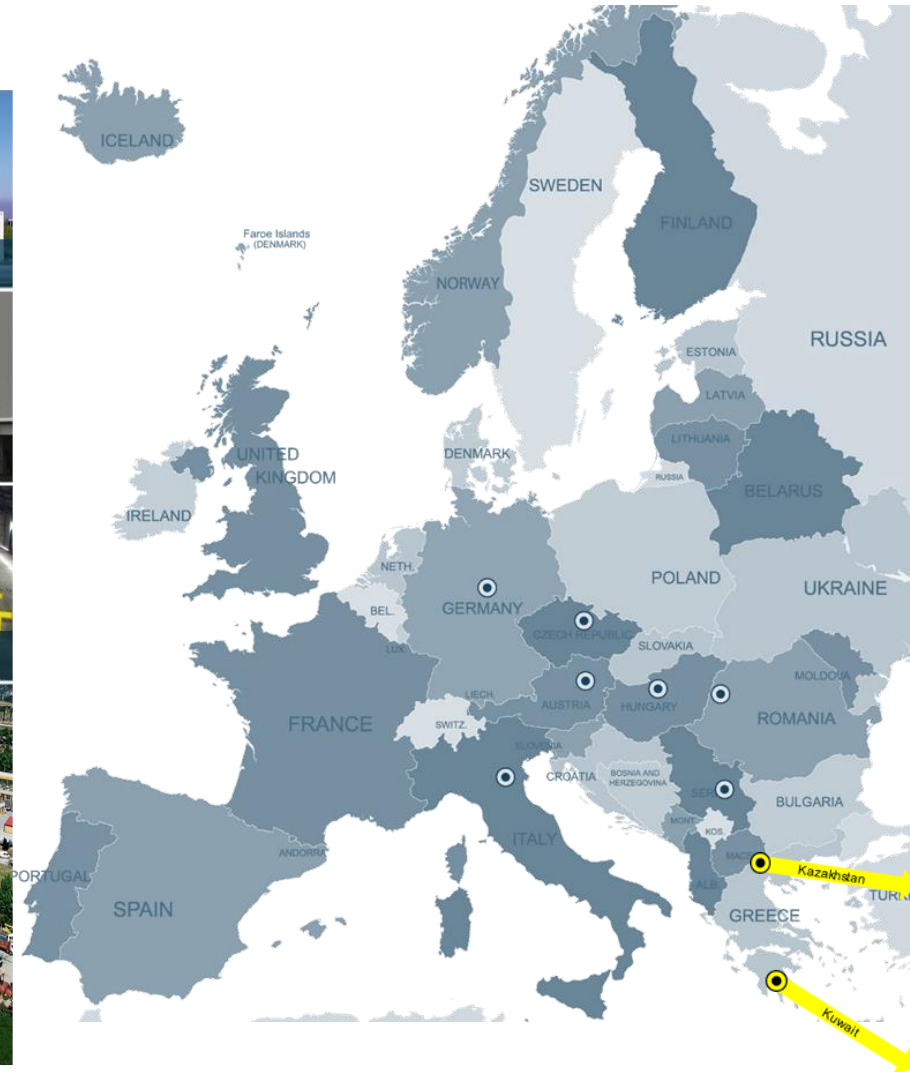 ICELAND
SWEDEN
FINLAND
Faroe Islands
(DENMARK)
NORWAY
RUSSIA
ESTONIA
LATVIA
LITHUANIA
DENMARK
UNITED
KINGDOM
RUSSIA
BELARUS
IRELAND
NETH.
POLAND
UKRAINE
GERMANY
BEL.
CZECH REPUBLIC
SLOVAKIA
LUX.
MOLDOVA
LIECH.
AUSTRIA
HUNGARY
FRANCE
SWITZ.
ROMANIA
SLOVENIA
CROATIA
BOSNIA AND
HERZEGOVINA
SER
BULGARIA
MONT.
KOS.
ITALY
ANDORRA
MACE
Kazakhstan
PORTUGAL
ALB.
TURK
SPAIN
GREECE
Kuwait